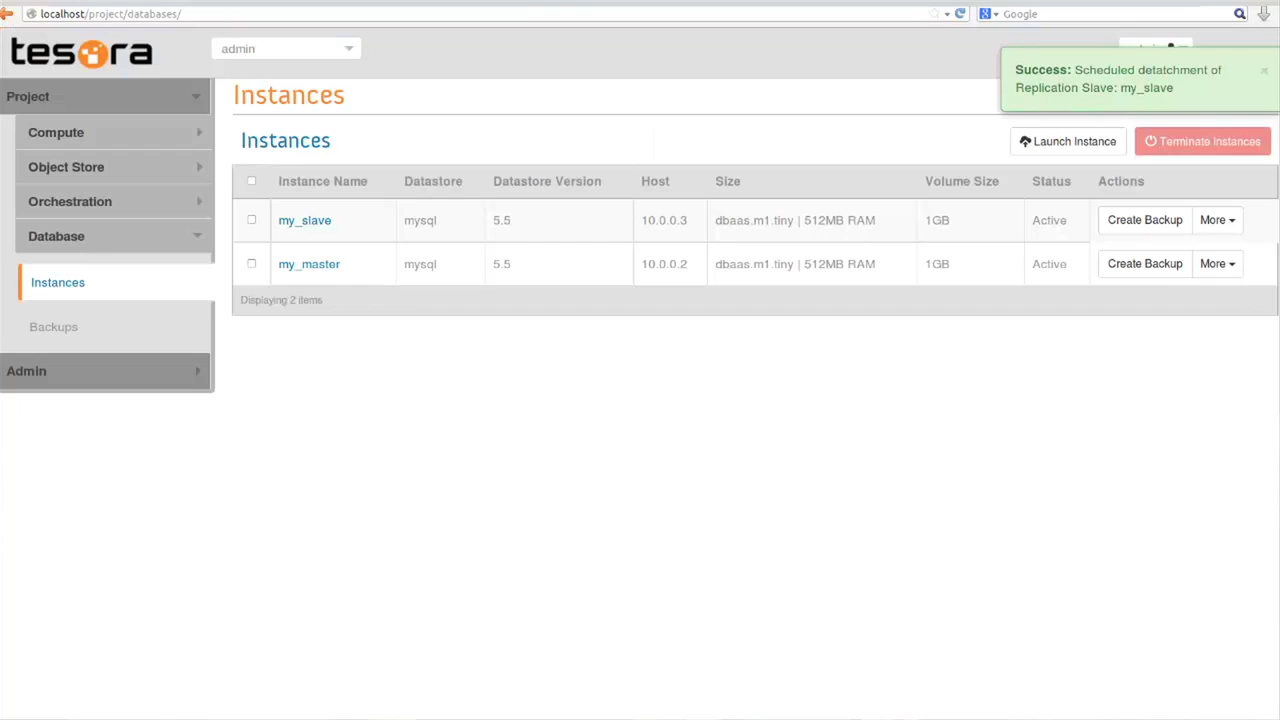 localhost/project/databases/
Google
tesora
admin
Success: Scheduled detatchment of
Replication Slave: my_slave
×
Project
Compute
Object Store
Orchestration
Database
Instances
Backups
Admin
Instances
Instances
Launch Instance
Terminate Instances
Instance Name Datastore Datastore Version Host Size Volume Size Status Actions
my_slave mysql 5.5 10.0.0.3 dbaas.m1.tiny | 512MB RAM 1GB Active Create Backup More
my_master mysql 5.5 10.0.0.2 dbaas.m1.tiny | 512MB RAM 1GB Active Create Backup More
Displaying 2 items